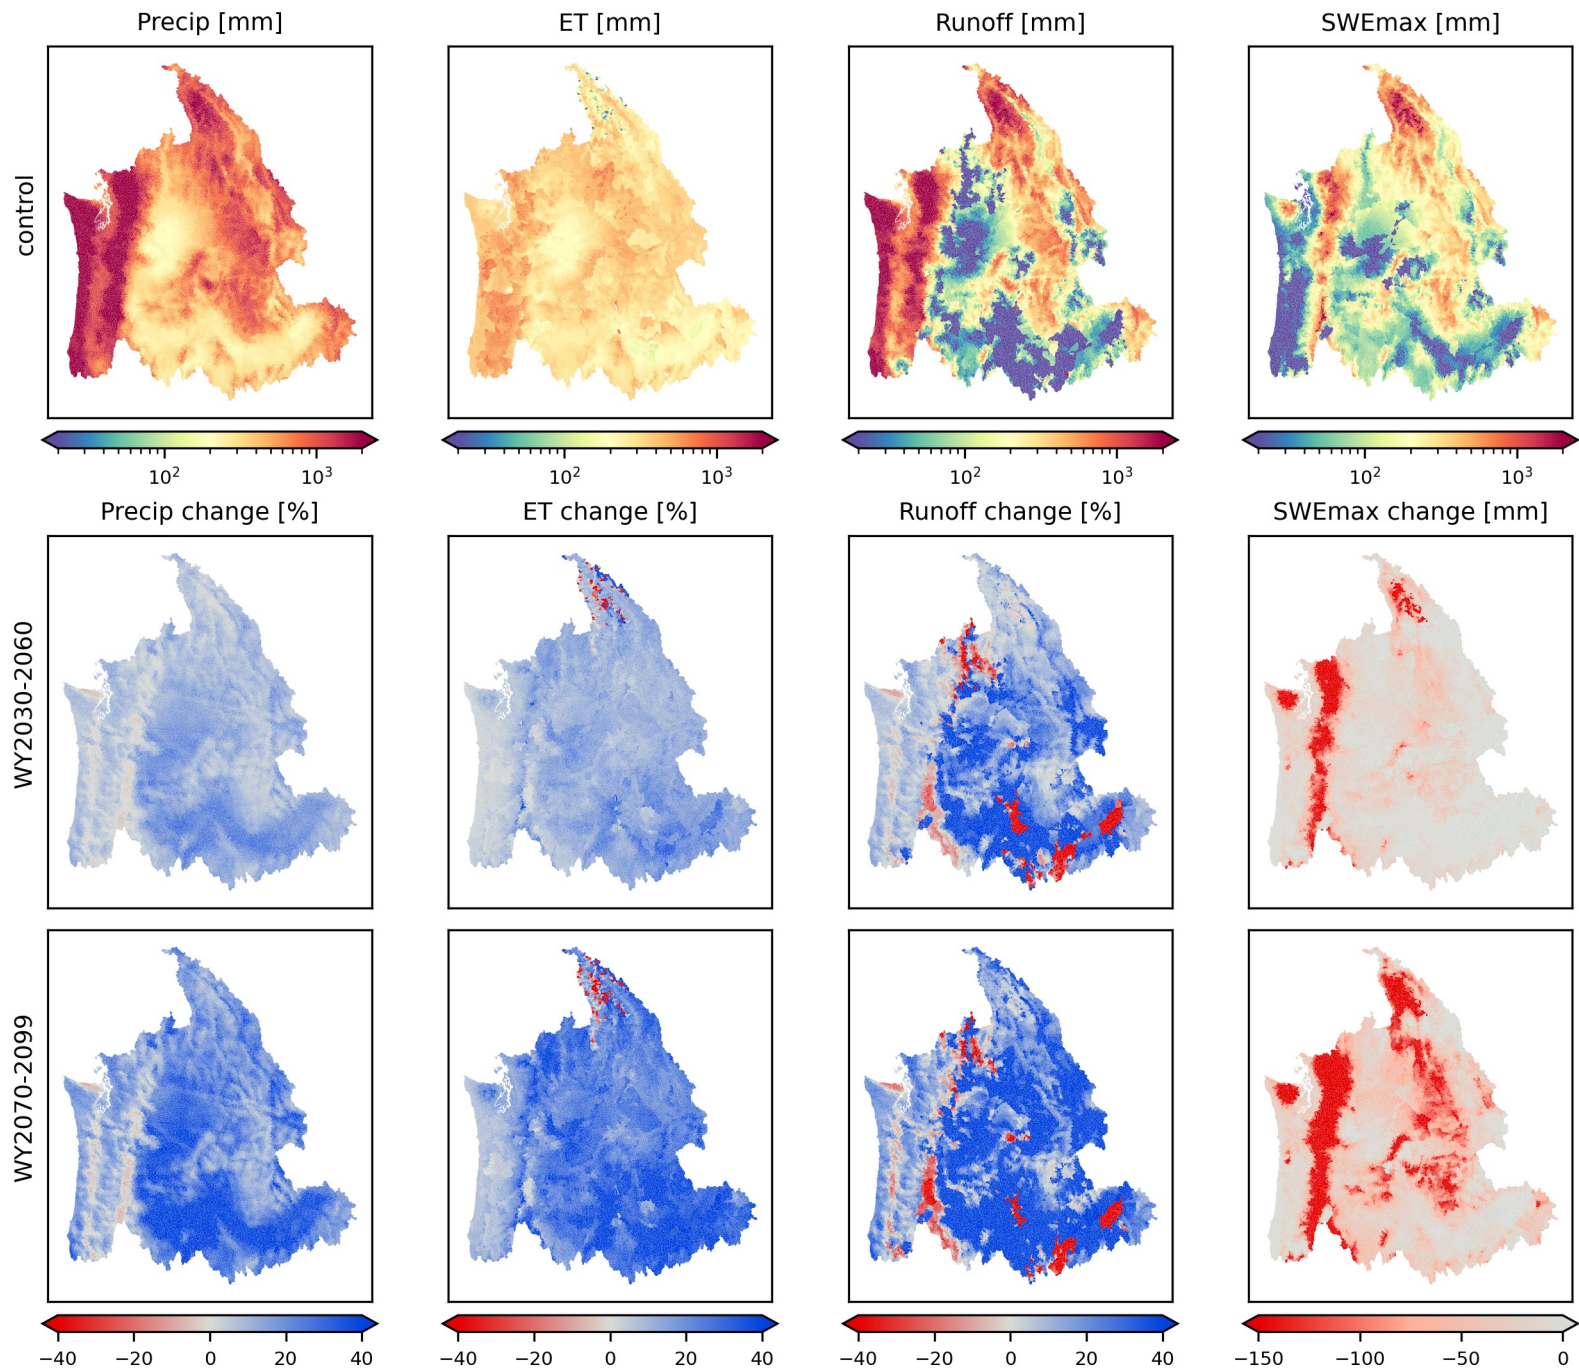 Precip [mm] ET [mm] Runoff [mm] SWEmax [mm]
control
10² 10³ 10² 10³ 10² 10³ 10² 10³
Precip change [%] ET change [%] Runoff change [%] SWEmax change [mm]
WY2030-2060
WY2070-2099
−40 −20 0 20 40 −40 −20 0 20 40 −40 −20 0 20 40 −150 −100 −50 0